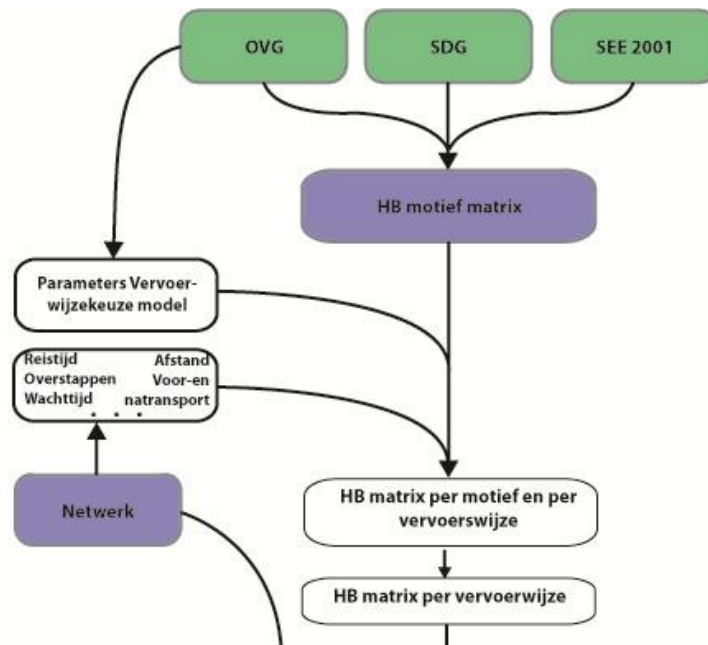 OVG
SDG
SEE 2001
HB motief matrix
Parameters Vervoer-
wijzekeuze model
Reistijd Afstand
Overstappen Voor-en
Wachttijd natransport
. . .
Netwerk
HB matrix per motief en per
vervoerswijze
HB matrix per vervoerwijze